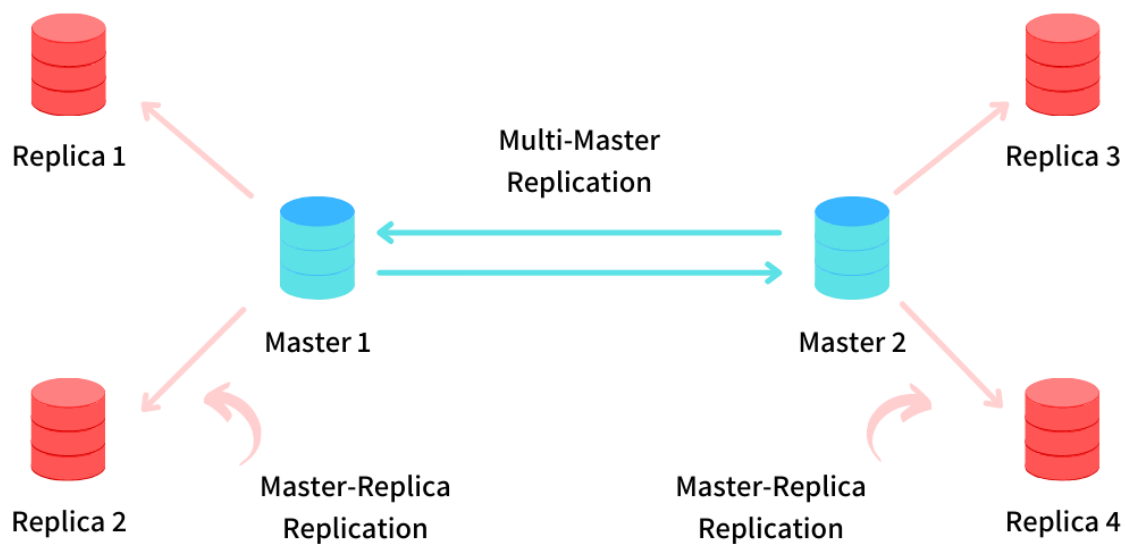 Replica 1
Replica 3
Multi-Master
Replication
Master 1
Master 2
Master-Replica
Replication
Master-Replica
Replication
Replica 2
Replica 4